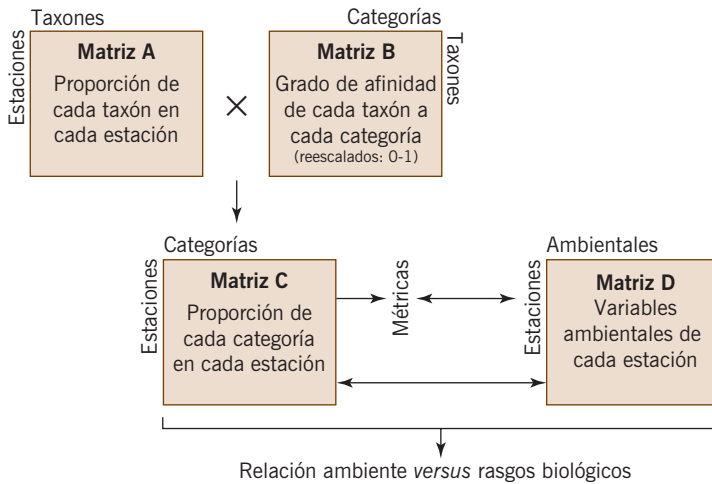 Taxones
Estaciones
Matriz A
Proporción de
cada taxón en
cada estación
×
Categorías
Taxones
Matriz B
Grado de afinidad
de cada taxón a
cada categoría
(reescalados: 0-1)
Categorías
Estaciones
Matriz C
Proporción de
cada categoría
en cada estación
Métricas
Ambientales
Estaciones
Matriz D
Variables
ambientales de
cada estación
Relación ambiente versus rasgos biológicos